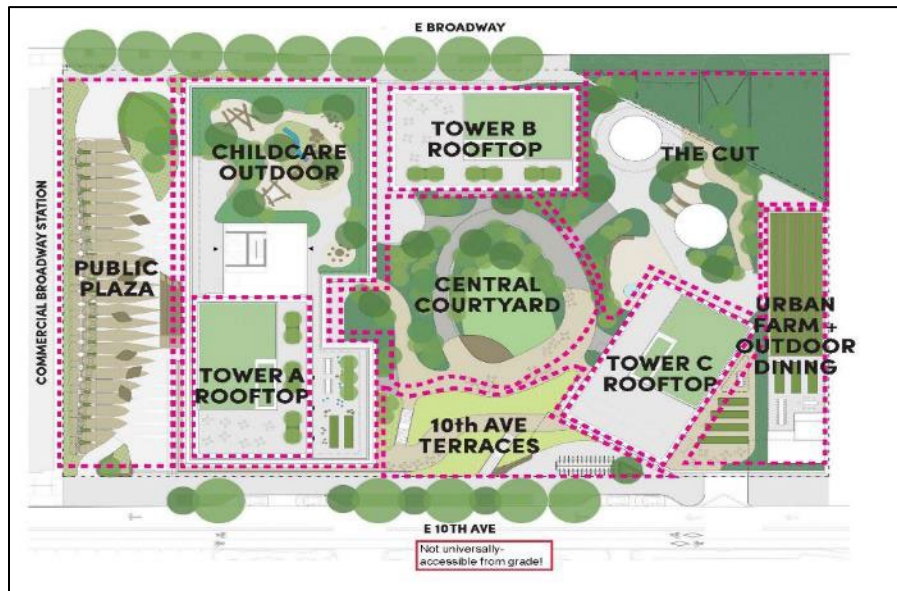 E BROADWAY
COMMERCIAL BROADWAY STATION
PUBLIC
PLAZA
CHILDCARE
OUTDOOR
TOWER B
ROOFTOP
THE CUT
CENTRAL
COURTYARD
URBAN
FARM +
OUTDOOR
DINING
TOWER A
ROOFTOP
TOWER C
ROOFTOP
10th AVE
TERRACES
E 10TH AVE
Not universally-
accessible from grade!